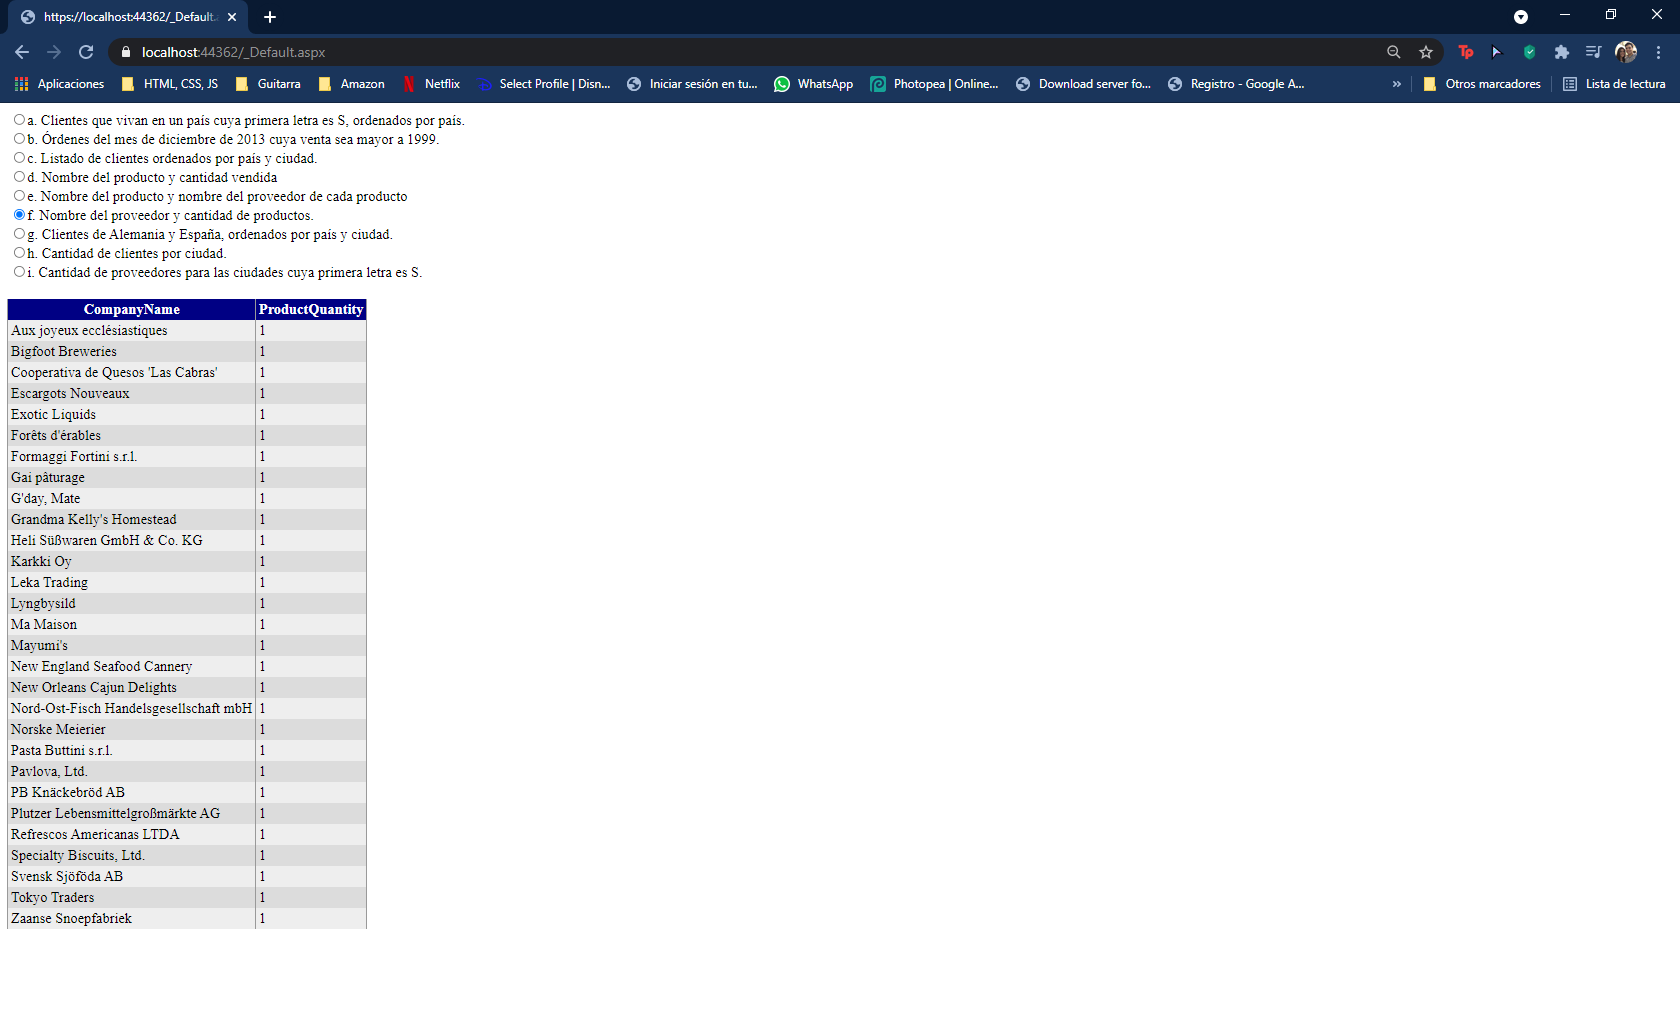 https://localhost:44362/_Default.
localhost:44362/_Default.aspx
Tp
Aplicaciones HTML, CSS, JS Guitarra Amazon Netflix Select Profile | Disn... Iniciar sesión en tu... WhatsApp Photopea | Online... Download server fo... Registro - Google A... » Otros marcadores Lista de lectura
a. Clientes que vivan en un país cuya primera letra es S, ordenados por país.
b. Órdenes del mes de diciembre de 2013 cuya venta sea mayor a 1999.
c. Listado de clientes ordenados por país y ciudad.
d. Nombre del producto y cantidad vendida
e. Nombre del producto y nombre del proveedor de cada producto
f. Nombre del proveedor y cantidad de productos.
g. Clientes de Alemania y España, ordenados por país y ciudad.
h. Cantidad de clientes por ciudad.
i. Cantidad de proveedores para las ciudades cuya primera letra es S.
CompanyName ProductQuantity
Aux joyeux ecclésiastiques 1
Bigfoot Breweries 1
Cooperativa de Quesos 'Las Cabras' 1
Escargots Nouveaux 1
Exotic Liquids 1
Forêts d'érables 1
Formaggi Fortini s.r.l. 1
Gai pâturage 1
G'day, Mate 1
Grandma Kelly's Homestead 1
Heli Süßwaren GmbH & Co. KG 1
Karkki Oy 1
Leka Trading 1
Lyngbysild 1
Ma Maison 1
Mayumi's 1
New England Seafood Cannery 1
New Orleans Cajun Delights 1
Nord-Ost-Fisch Handelsgesellschaft mbH 1
Norske Meierier 1
Pasta Buttini s.r.l. 1
Pavlova, Ltd. 1
PB Knäckebröd AB 1
Plutzer Lebensmittelgroßmärkte AG 1
Refrescos Americanas LTDA 1
Specialty Biscuits, Ltd. 1
Svensk Sjöföda AB 1
Tokyo Traders 1
Zaanse Snoepfabriek 1